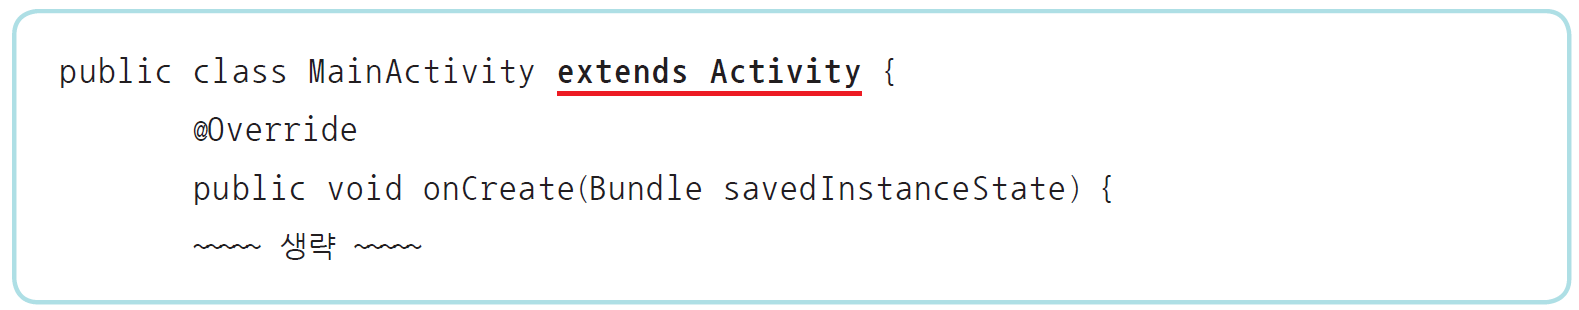 public class MainActivity extends Activity {
@Override
public void onCreate(Bundle savedInstanceState) {
~~~~~ 생략 ~~~~~